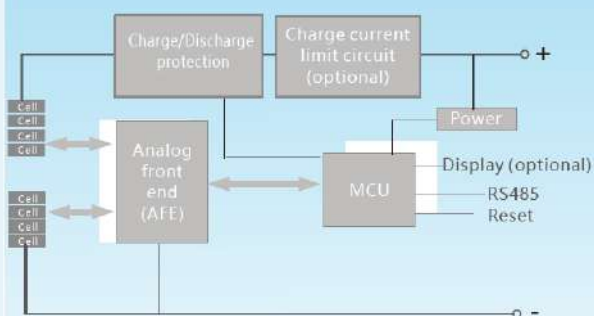 Charge/Discharge
protection
Charge current
limit circuit
(optional)
+
Cell
Cell
Cell
Cell
Analog
front
end
(AFE)
Power
MCU
Display (optional)
RS485
Reset
Cell
Cell
Cell
Cell
-